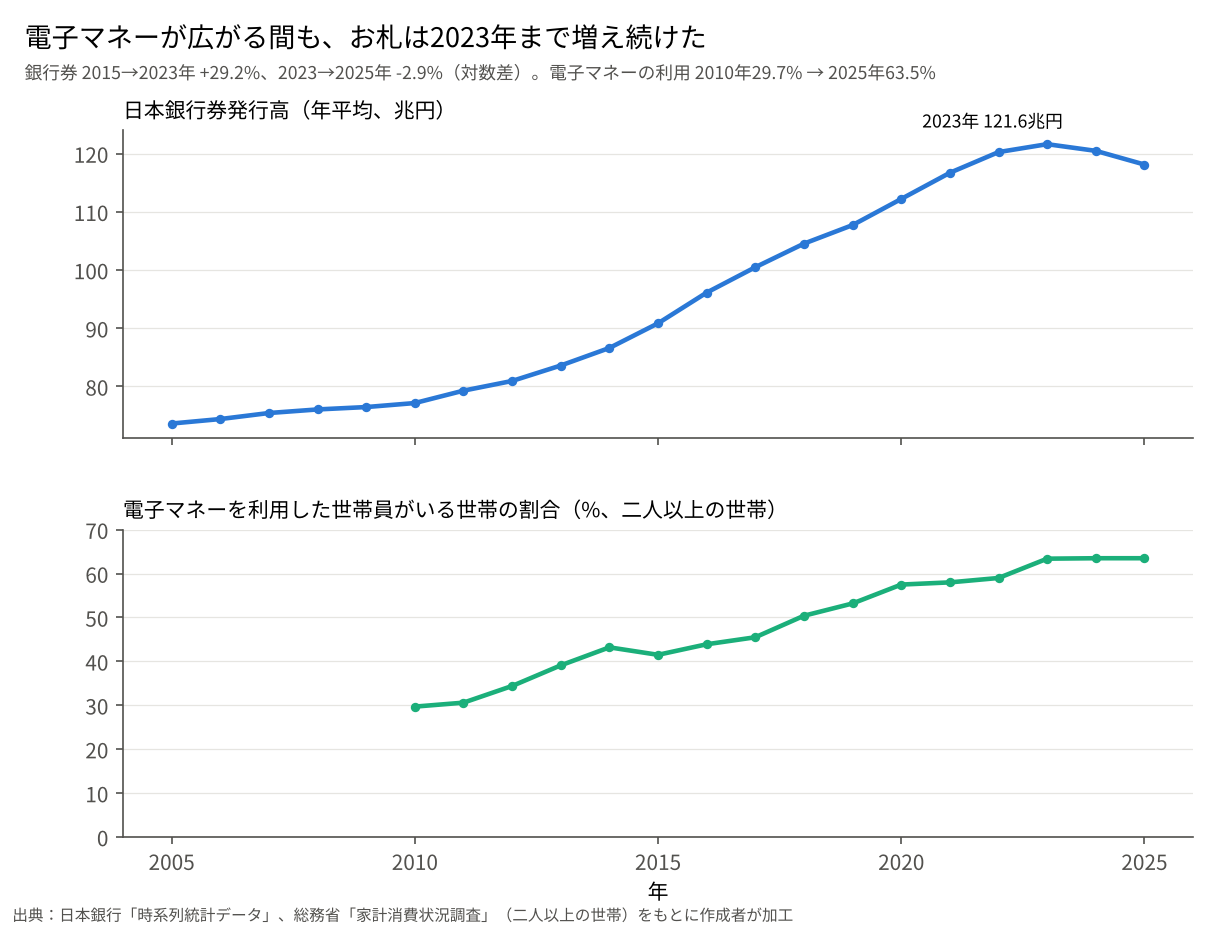 電子マネーが広がる間も、お札は2023年まで増え続けた
銀行券 2015→2023年 +29.2%、2023→2025年 -2.9%（対数差）。電子マネーの利用 2010年29.7% → 2025年63.5%
日本銀行券発行高（年平均、兆円）
2023年 121.6兆円
120
110
100
90
80
電子マネーを利用した世帯員がいる世帯の割合（%、二人以上の世帯）
70
60
50
40
30
20
10
0
2005 2010 2015 2020 2025
年
出典：日本銀行「時系列統計データ」、総務省「家計消費状況調査」（二人以上の世帯）をもとに作成者が加工